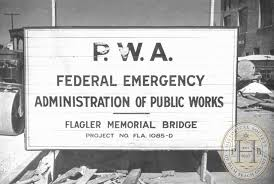 P.W.A.
FEDERAL EMERGENCY
ADMINISTRATION OF PUBLIC WORKS
FLAGLER MEMORIAL BRIDGE
PROJECT NO. FLA. 1085-D